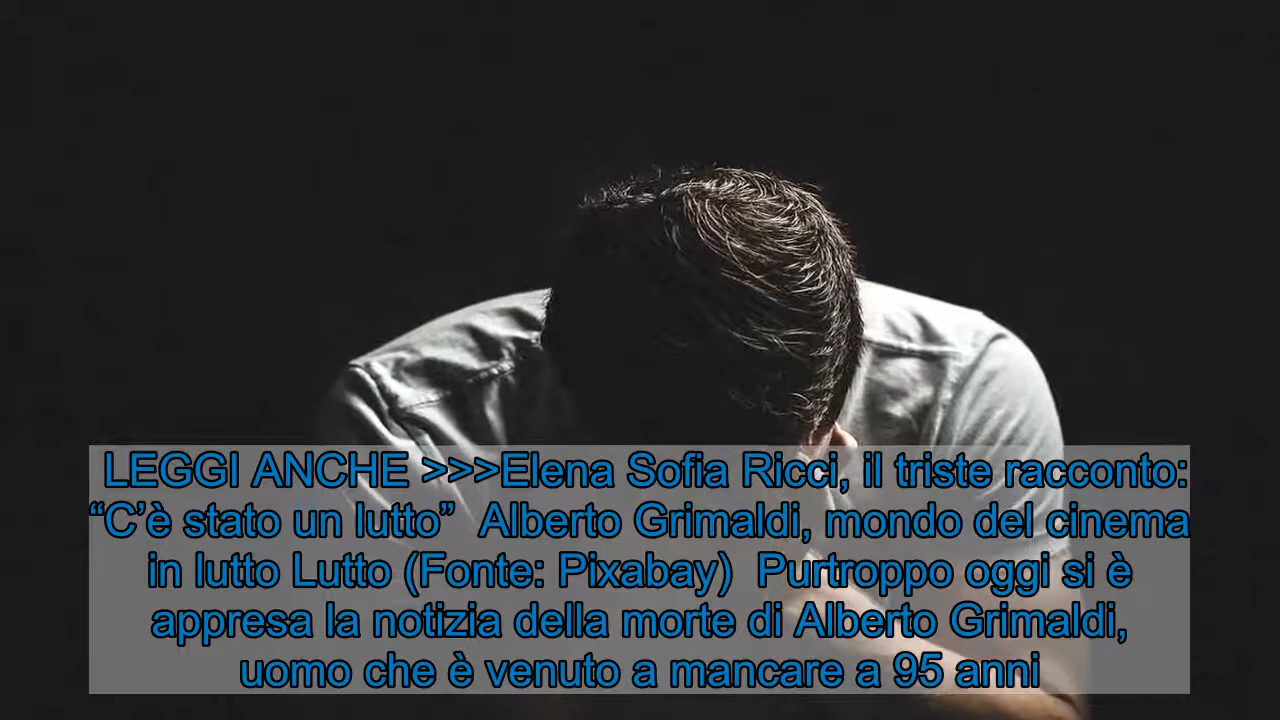 LEGGI ANCHE >>>Elena Sofia Ricci, il triste racconto:
“C’è stato un lutto”  Alberto Grimaldi, mondo del cinema
in lutto Lutto (Fonte: Pixabay)  Purtroppo oggi si è
appresa la notizia della morte di Alberto Grimaldi,
uomo che è venuto a mancare a 95 anni